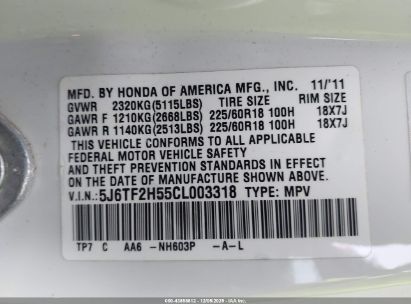 MFD. BY HONDA OF AMERICA MFG., INC. 11/'11
GVWR 2320KG(5115LBS) TIRE SIZE RIM SIZE
GAWR F 1210KG(2668LBS) 225/60R18 100H 18X7J
GAWR R 1140KG(2513LBS) 225/60R18 100H 18X7J
THIS VEHICLE CONFORMS TO ALL APPLICABLE
FEDERAL MOTOR VEHICLE SAFETY
AND THEFT PREVENTION STANDARDS IN EFFECT
ON THE DATE OF MANUFACTURE SHOWN ABOVE.
V.I.N.: 5J6TF2H55CL003318 TYPE: MPV
TP7 C AA6 -NH603P -A-L